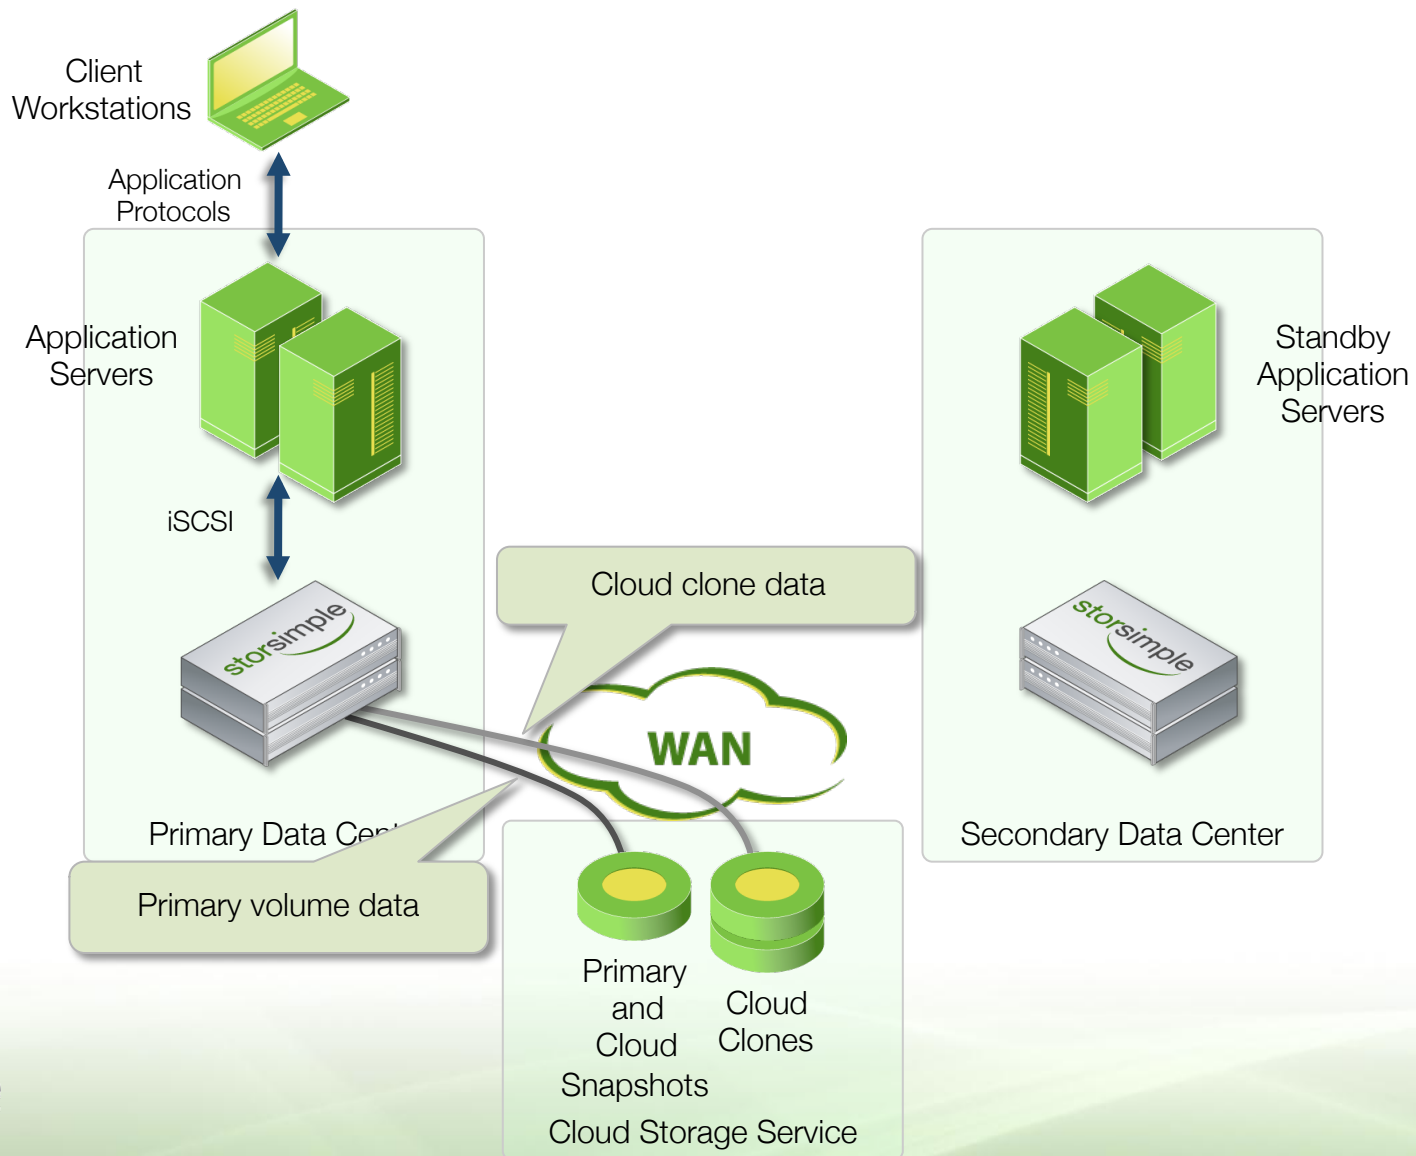 Client
Workstations
Application
Protocols
Application
Servers
Standby
Application
Servers
iSCSI
Cloud clone data
storsimple
storsimple
WAN
Primary Data Cent
Secondary Data Center
Primary volume data
Primary
and
Cloud
Snapshots
Cloud
Clones
Cloud Storage Service